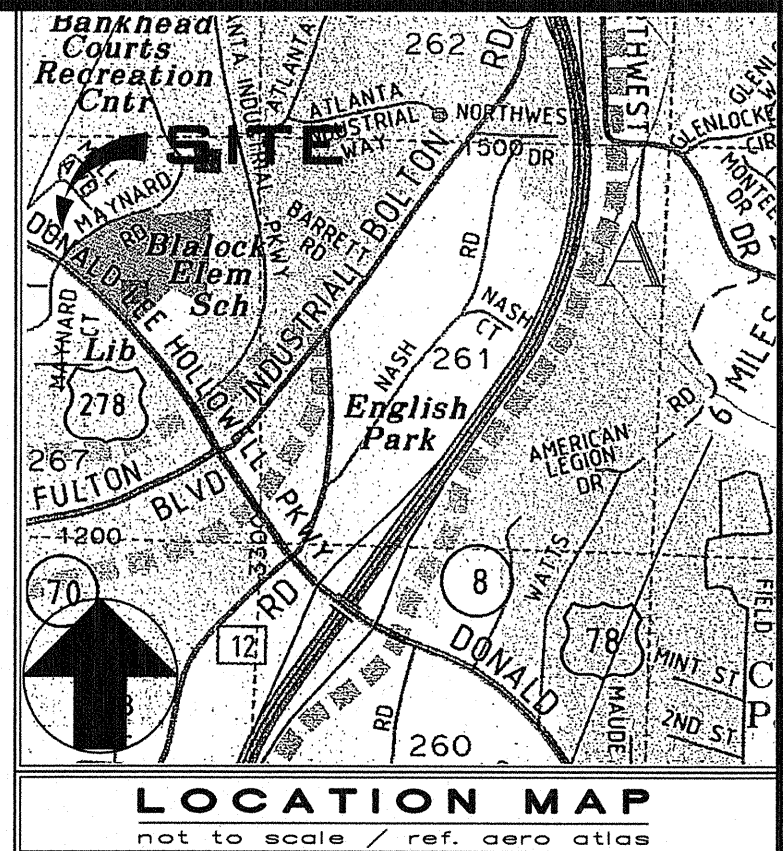 Bankhead
Courts
Recreation
Cntr
262
RD
ATLANTA
ATLANTA
INDUSTRIAL
WAY
NORTHWEST
1500
DR
THWEST
GLENLOCKE
CIR
DR
DR
SITE
MAYNARD
RD
Blalock
Elem
Sch
PKWY
BARRETT
RD
INDUSTRIAL
BOLTON
RD
NASH
CT
NASH
261
English
Park
A
6 MILES
RD
AMERICAN
LEGION
DR
DONALD LEE HOLLOWELL PKWY
MAYNARD
CT
Lib
278
267
FULTON
BLVD
1200
70
RD
12
8
WATTS
78
DONALD
RD
260
MAUDE
FIELD
MINT ST
2ND ST
C
P
LOCATION MAP
not to scale / ref. aero atlas